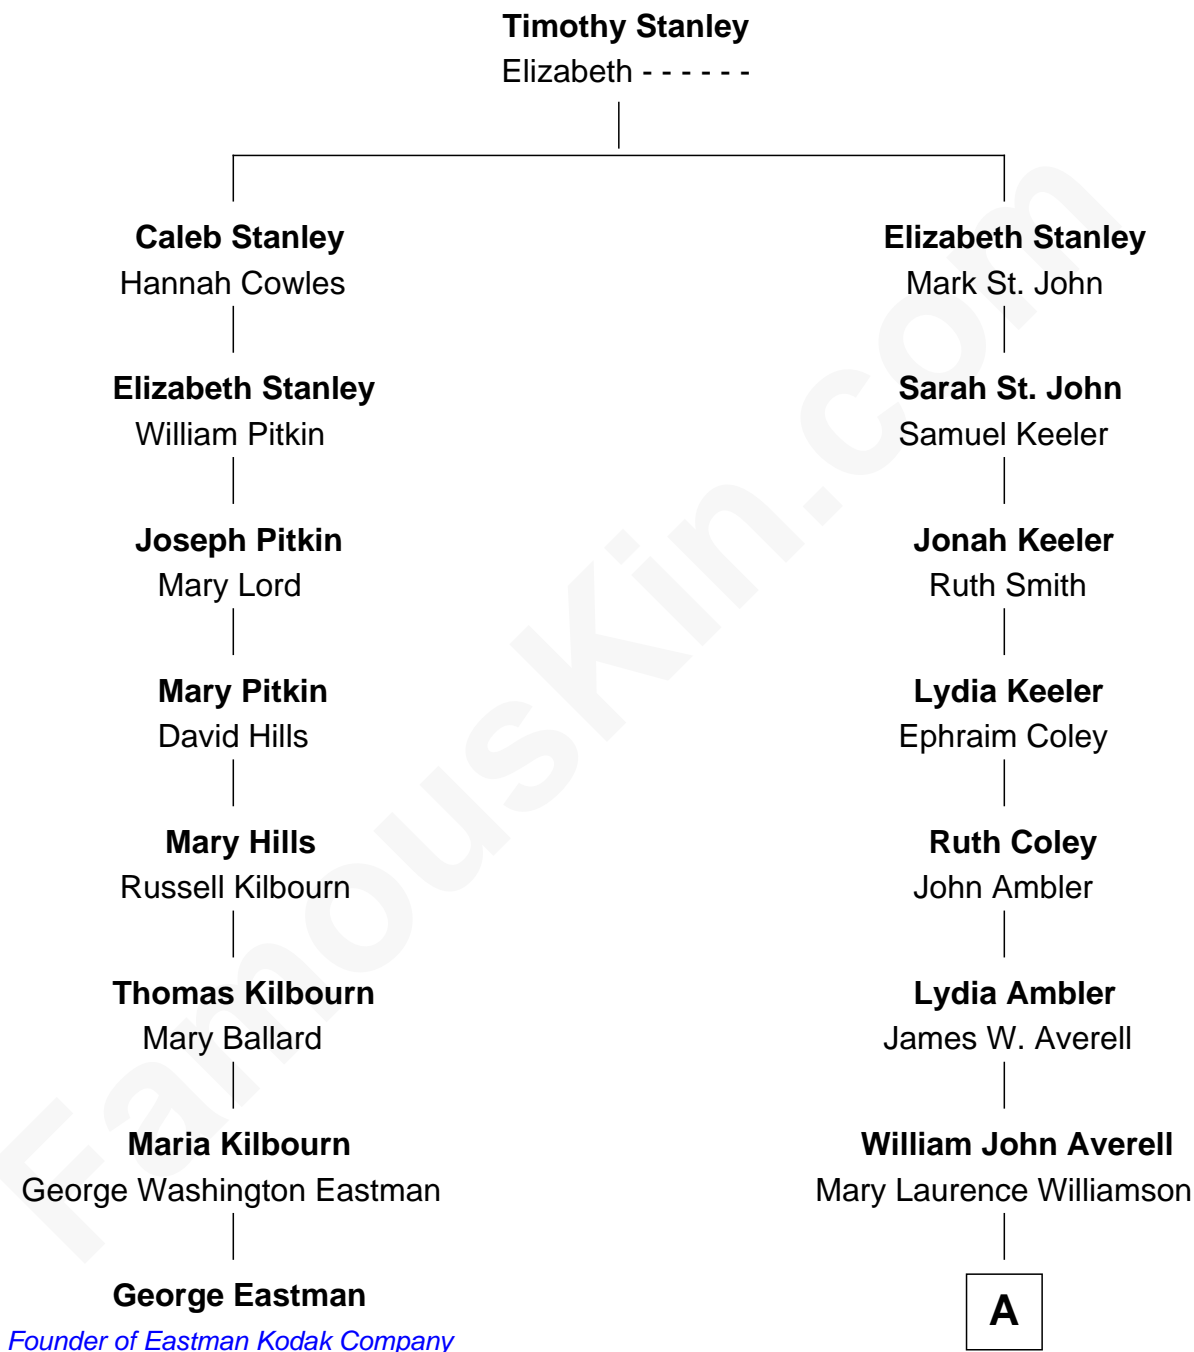 Timothy Stanley
Elizabeth - - - - - -
Caleb Stanley
Hannah Cowles
Elizabeth Stanley
William Pitkin
Joseph Pitkin
Mary Lord
Mary Pitkin
David Hills
Mary Hills
Russell Kilbourn
Thomas Kilbourn
Mary Ballard
Maria Kilbourn
George Washington Eastman
George Eastman
Founder of Eastman Kodak Company
Elizabeth Stanley
Mark St. John
Sarah St. John
Samuel Keeler
Jonah Keeler
Ruth Smith
Lydia Keeler
Ephraim Coley
Ruth Coley
John Ambler
Lydia Ambler
James W. Averell
William John Averell
Mary Laurence Williamson
A
FamousKin.com